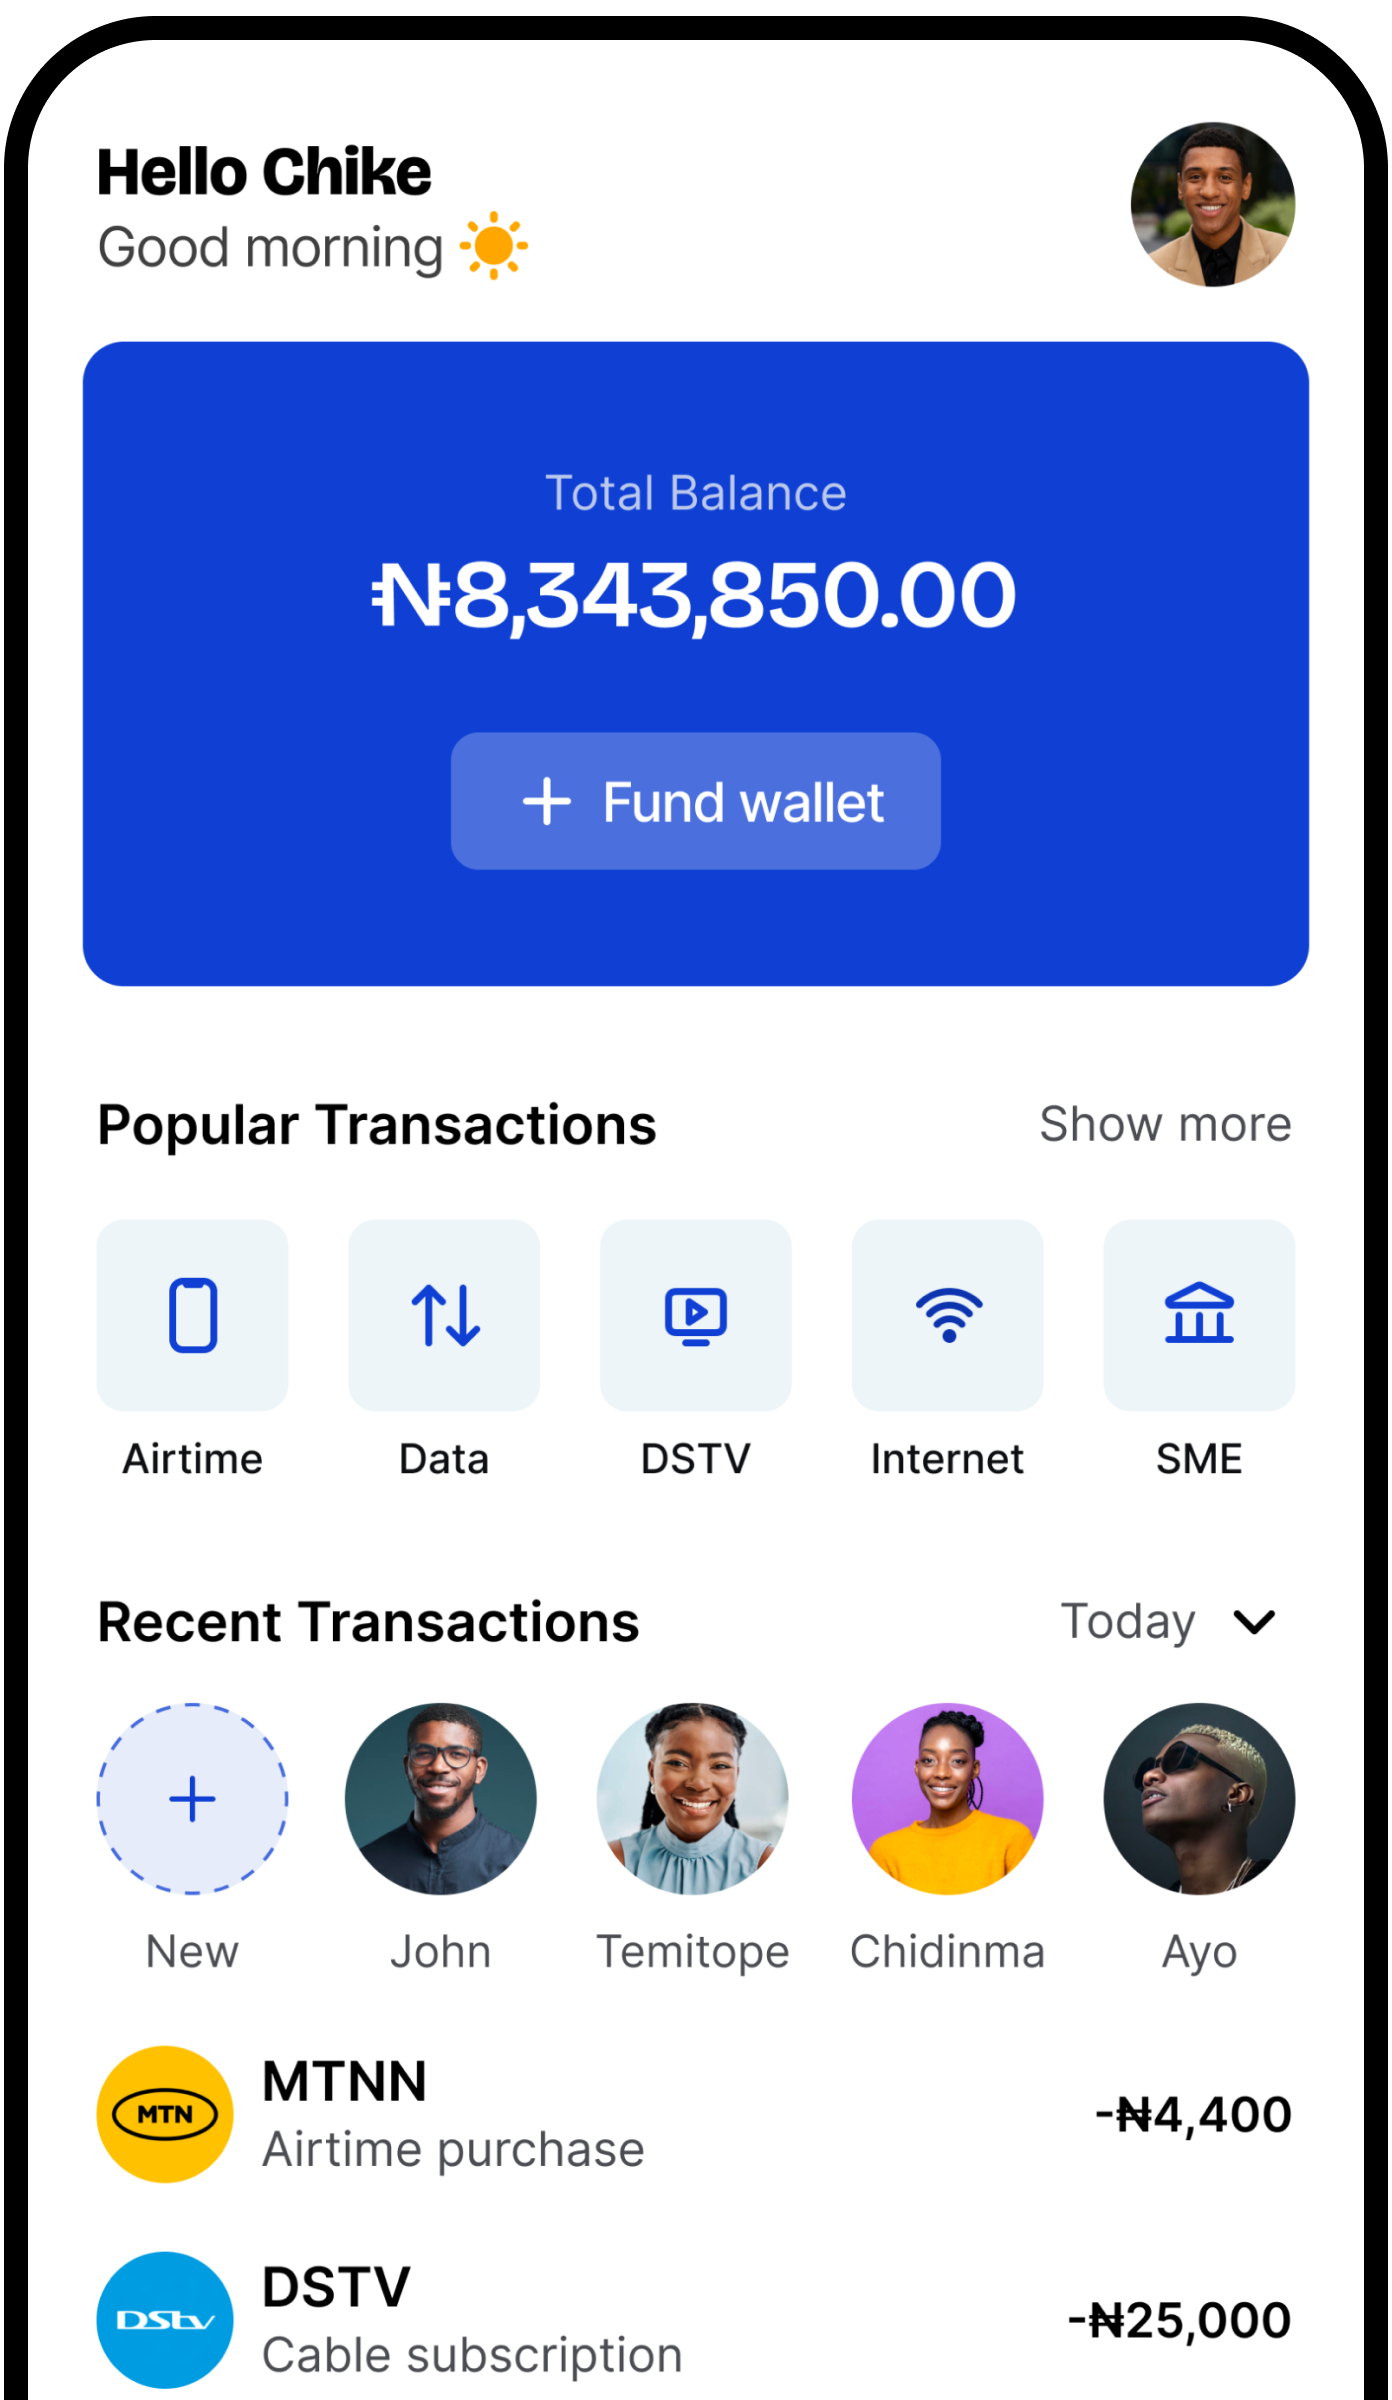 Hello Chike
Good morning
Total Balance
₦8,343,850.00
+ Fund wallet
Popular Transactions
Show more
Airtime
Data
DSTV
Internet
SME
Recent Transactions
Today
New
John
Temitope
Chidinma
Ayo
MTN
MTNN
Airtime purchase
-₦4,400
DStv
DSTV
Cable subscription
-₦25,000